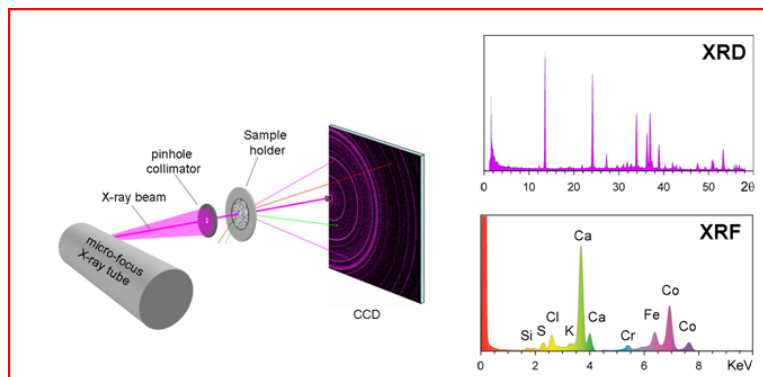 XRD
0 10 20 30 40 50 2θ
Sample
holder
pinhole
collimator
X-ray beam
micro-focus
X-ray tube
CCD
XRF
Ca
Co
Fe
Cl
Ca
S
K
Si
Cr
Co
0 2 4 6 8 KeV